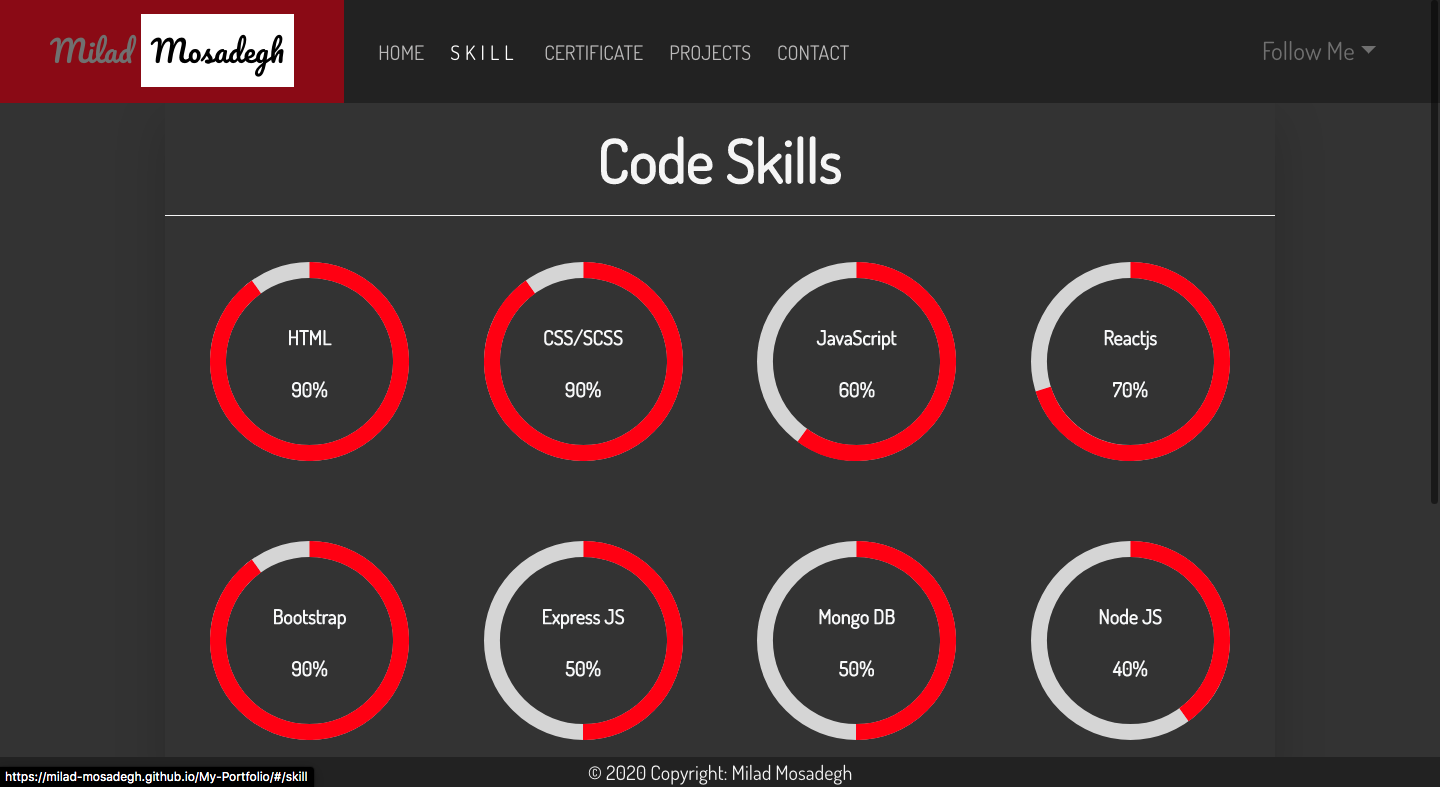 Milad Mosadegh HOME SKILL CERTIFICATE PROJECTS CONTACT Follow Me
Code Skills
HTML CSS/SCSS JavaScript Reactjs
90% 90% 60% 70%
Bootstrap Express JS Mongo DB Node JS
90% 50% 50% 40%
© 2020 Copyright: Milad Mosadegh
https://milad-mosadegh.github.io/My-Portfolio/#/skill